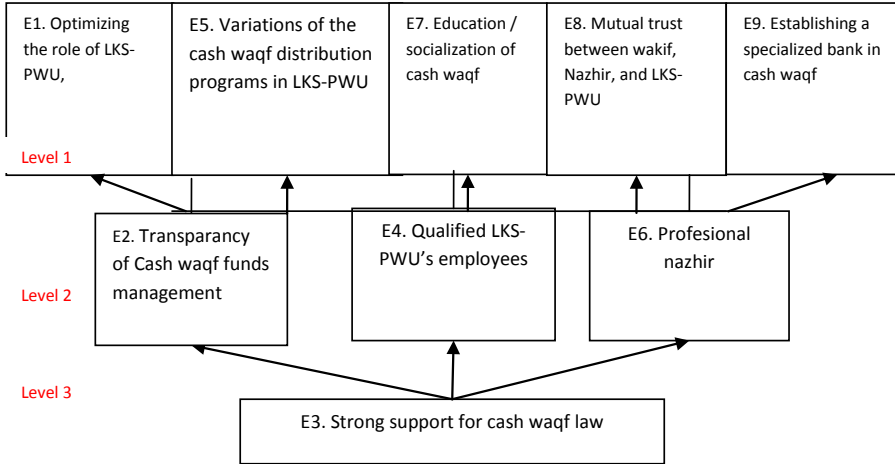 E1. Optimizing
the role of LKS-
PWU,
E5. Variations of the
cash waqf distribution
programs in LKS-PWU
E7. Education /
socialization of
cash waqf
E8. Mutual trust
between wakif,
Nazhir, and LKS-
PWU
E9. Establishing a
specialized bank in
cash waqf
Level 1
E2. Transparancy
of Cash waqf funds
management
E4. Qualified LKS-
PWU’s employees
E6. Profesional
nazhir
Level 2
Level 3
E3. Strong support for cash waqf law